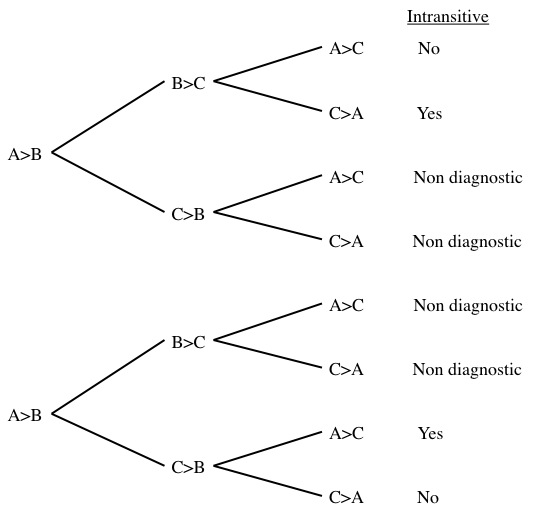 Intransitive
A>C No
B>C
C>A Yes
A>B
A>C Non diagnostic
C>B
C>A Non diagnostic
A>C Non diagnostic
B>C
C>A Non diagnostic
A>B
A>C Yes
C>B
C>A No